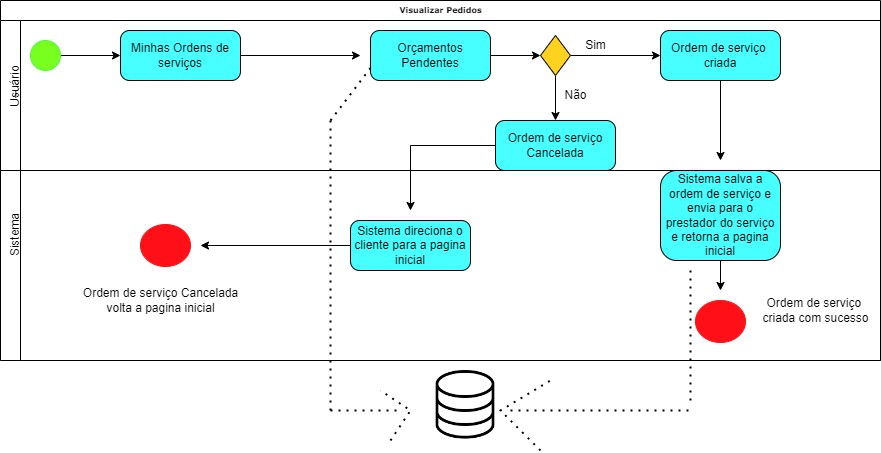 Visualizar Pedidos
Usuário
Minhas Ordens de
serviços
Orçamentos
Pendentes
Sim
Ordem de serviço
criada
Não
Ordem de serviço
Cancelada
Sistema
Sistema salva a
ordem de serviço e
envia para o
prestador do serviço
e retorna a pagina
inicial
Sistema direciona o
cliente para a pagina
inicial
Ordem de serviço Cancelada
volta a pagina inicial
Ordem de serviço
criada com sucesso